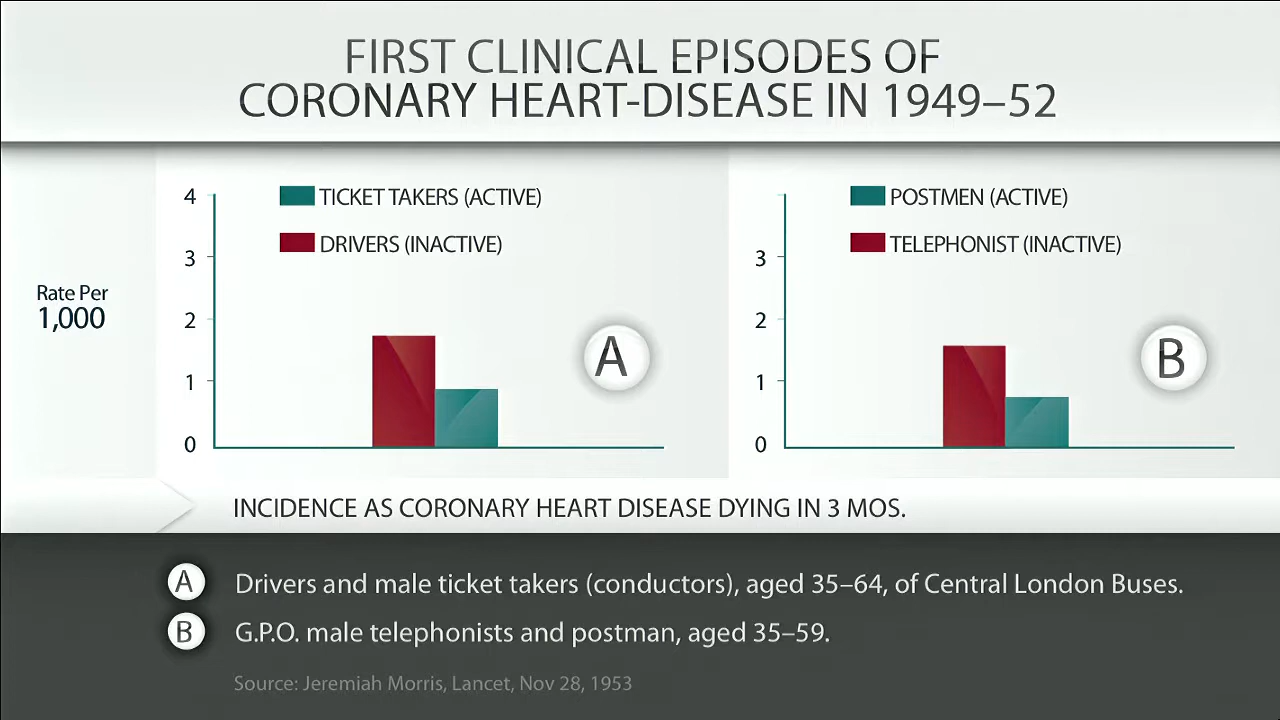 FIRST CLINICAL EPISODES OF
CORONARY HEART-DISEASE IN 1949–52
Rate Per
1,000
4
3
2
1
0
TICKET TAKERS (ACTIVE)
DRIVERS (INACTIVE)
A
3
2
1
0
POSTMEN (ACTIVE)
TELEPHONIST (INACTIVE)
B
INCIDENCE AS CORONARY HEART DISEASE DYING IN 3 MOS.
A Drivers and male ticket takers (conductors), aged 35–64, of Central London Buses.
B G.P.O. male telephonists and postman, aged 35–59.
Source: Jeremiah Morris, Lancet, Nov 28, 1953